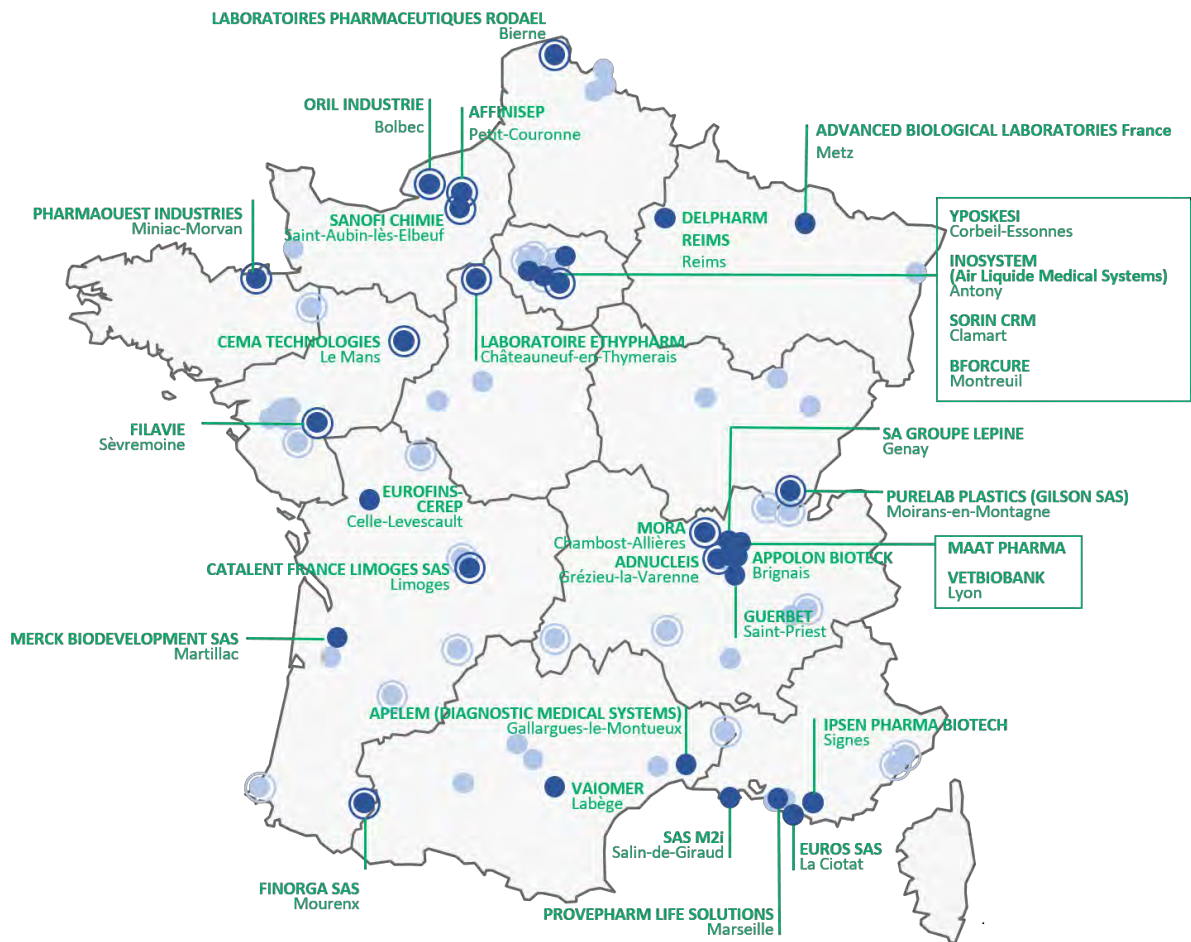 LABORATOIRES PHARMACEUTIQUES RODAEL
Bierne
ORIL INDUSTRIE
Bolbec
AFFINISEP
Petit-Couronne
ADVANCED BIOLOGICAL LABORATORIES France
Metz
PHARMAOUEST INDUSTRIES
Miniac-Morvan
SANOFI CHIMIE
Saint-Aubin-lès-Elbeuf
DELPHARM
REIMS
Reims
YPOSKESI
Corbeil-Essonnes
INOSYSTEM
(Air Liquide Medical Systems)
Antony
SORIN CRM
Clamart
BFORCURE
Montreuil
CEMA TECHNOLOGIES
Le Mans
LABORATOIRE ETHYPHARM
Châteauneuf-en-Thymerais
FILAVIE
Sèvremoine
SA GROUPE LEPINE
Genay
EUROFINS-
CEREP
Celle-Levescault
PURELAB PLASTICS (GILSON SAS)
Moirans-en-Montagne
MORA
Chambost-Allières
ADNUCLEIS
Grézieu-la-Varenne
APPOLON BIOTECK
Brignais
MAAT PHARMA
VETBIOBANK
Lyon
CATALENT FRANCE LIMOGES SAS
Limoges
GUERBET
Saint-Priest
MERCK BIODEVELOPMENT SAS
Martillac
APELEM (DIAGNOSTIC MEDICAL SYSTEMS)
Gallargues-le-Montueux
IPSEN PHARMA BIOTECH
Signes
VAIOMER
Labège
SAS M2i
Salin-de-Giraud
EUROS SAS
La Ciotat
FINORGA SAS
Mourenx
PROVEPHARM LIFE SOLUTIONS
Marseille